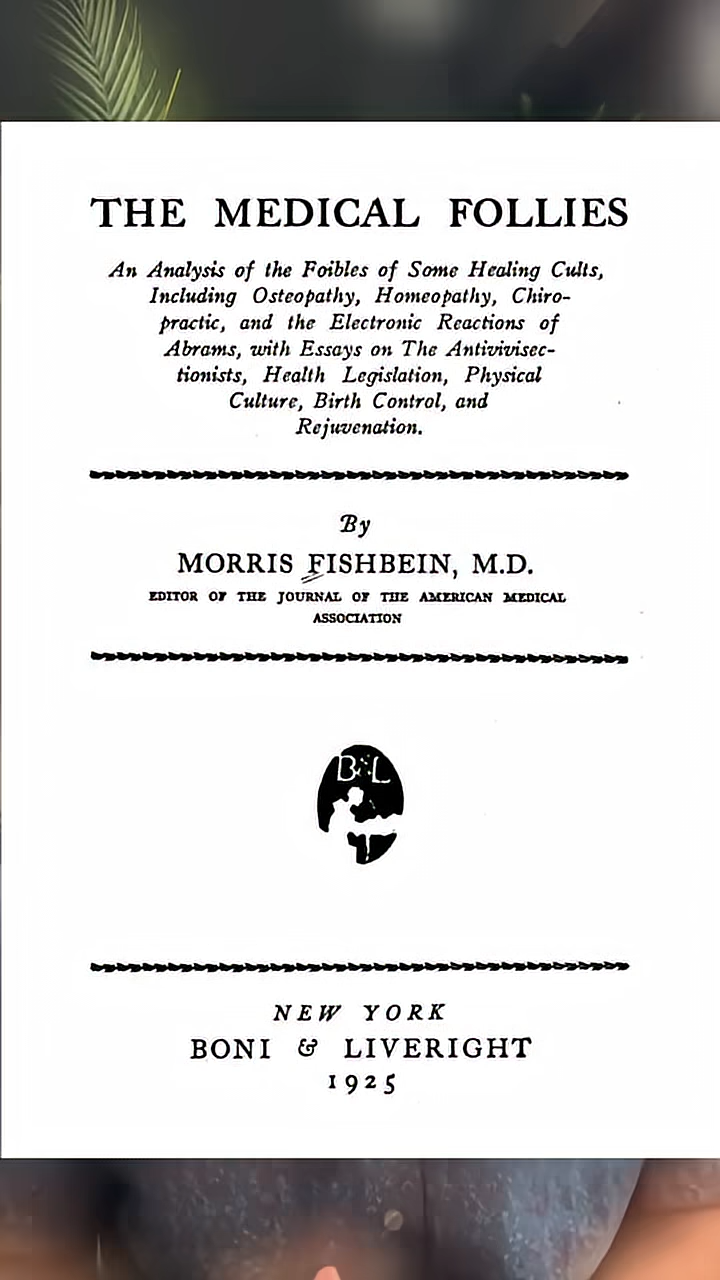 THE MEDICAL FOLLIES
An Analysis of the Foibles of Some Healing Cults,
Including Osteopathy, Homeopathy, Chiro-
practic, and the Electronic Reactions of
Abrams, with Essays on The Antivivisec-
tionists, Health Legislation, Physical
Culture, Birth Control, and
Rejuvenation.
By
MORRIS FISHBEIN, M.D.
EDITOR OF THE JOURNAL OF THE AMERICAN MEDICAL
ASSOCIATION
B & L
NEW YORK
BONI & LIVERIGHT
1925